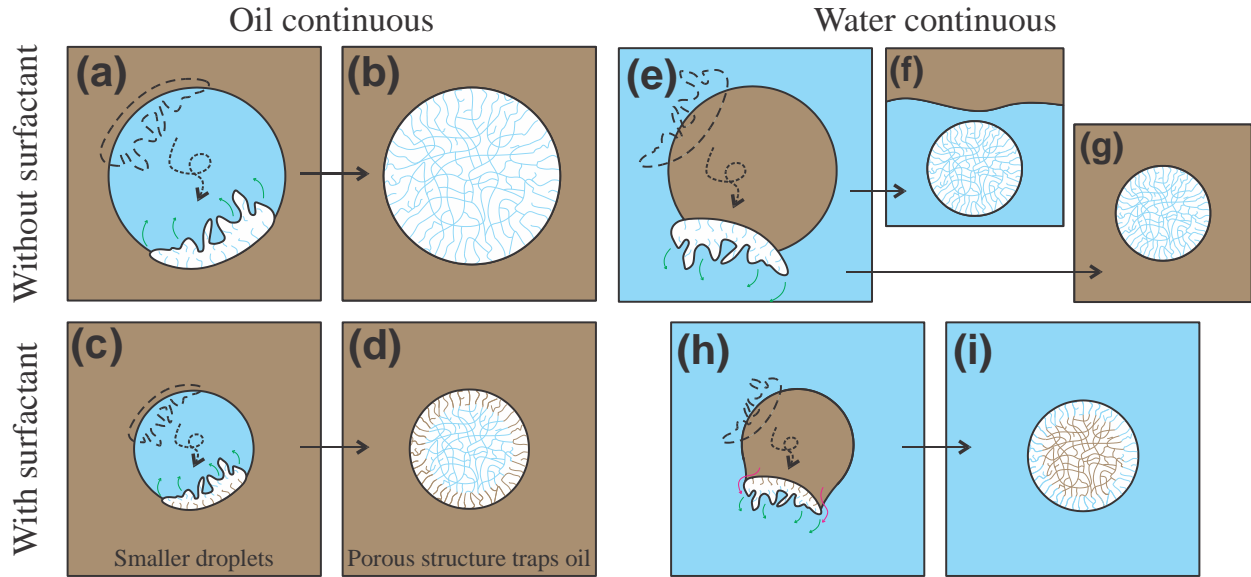 Oil continuous
Water continuous
Without surfactant
(a)
(b)
(e)
(f)
(g)
With surfactant
(c)
(d)
(h)
(i)
Smaller droplets
Porous structure traps oil